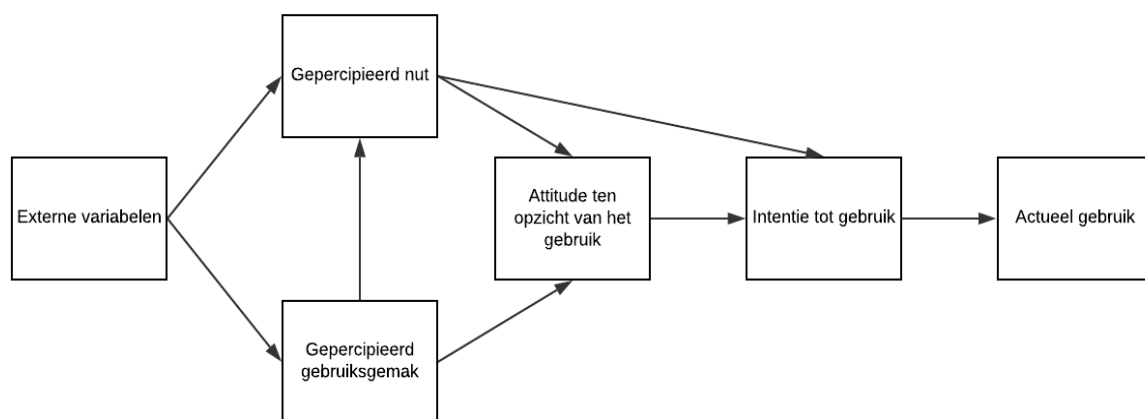 Gepercipieerd nut
Externe variabelen
Attitude ten
opzicht van het
gebruik
Intentie tot gebruik
Actueel gebruik
Gepercipieerd
gebruiksgemak